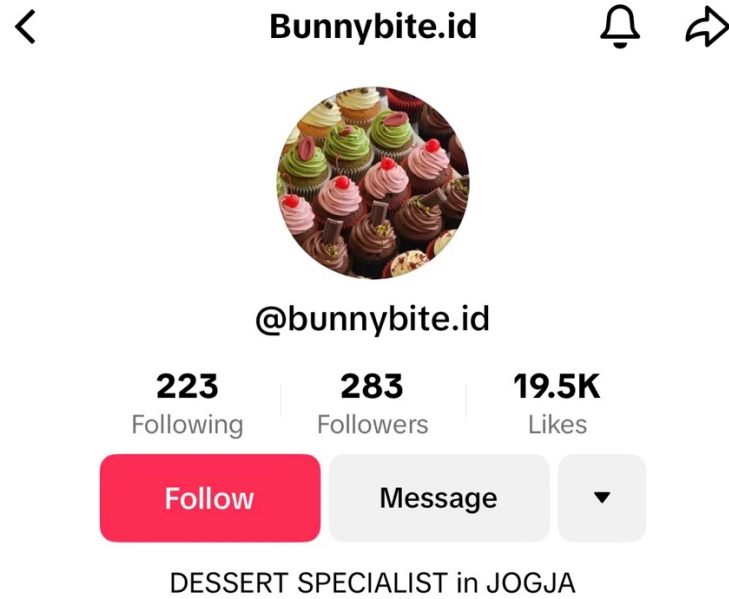 Bunnybite.id
@bunnybite.id
223 283 19.5K
Following Followers Likes
Follow Message
DESSERT SPECIALIST in JOGJA